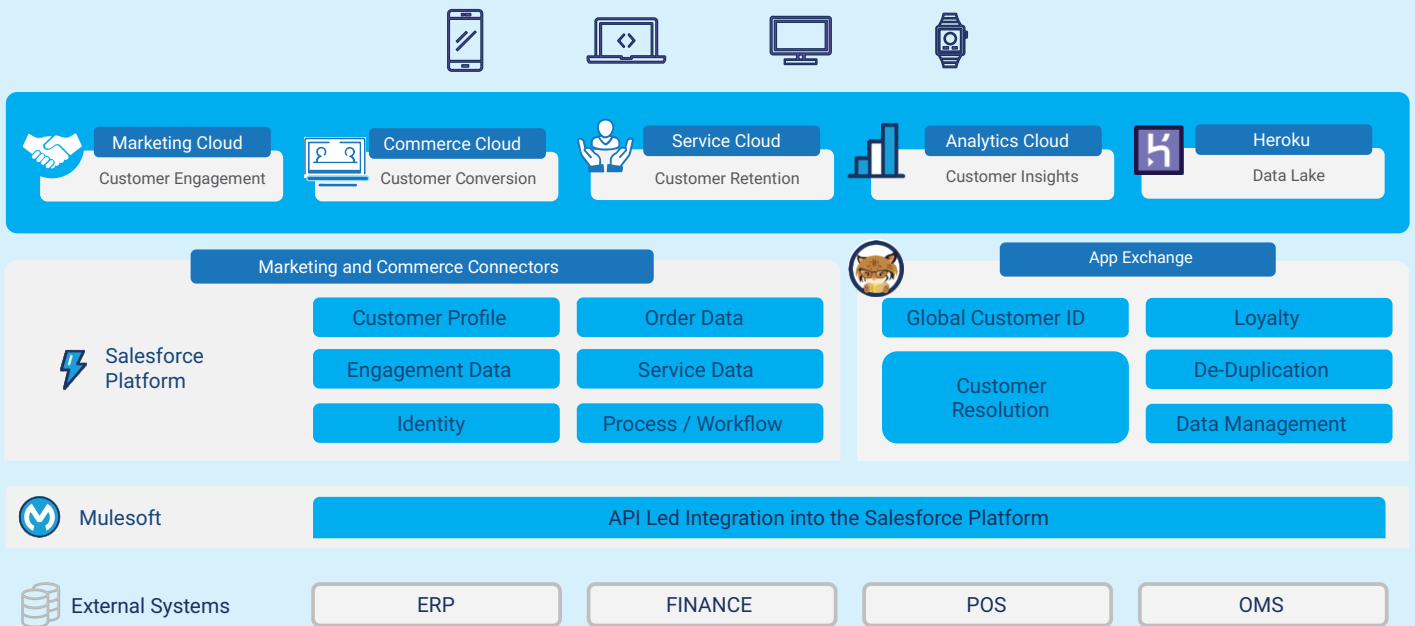 Marketing Cloud
Customer Engagement
Commerce Cloud
Customer Conversion
Service Cloud
Customer Retention
Analytics Cloud
Customer Insights
Heroku
Data Lake
Marketing and Commerce Connectors
Salesforce
Platform
Customer Profile
Order Data
Engagement Data
Service Data
Identity
Process / Workflow
App Exchange
Global Customer ID
Loyalty
Customer
Resolution
De-Duplication
Data Management
Mulesoft
API Led Integration into the Salesforce Platform
External Systems
ERP
FINANCE
POS
OMS